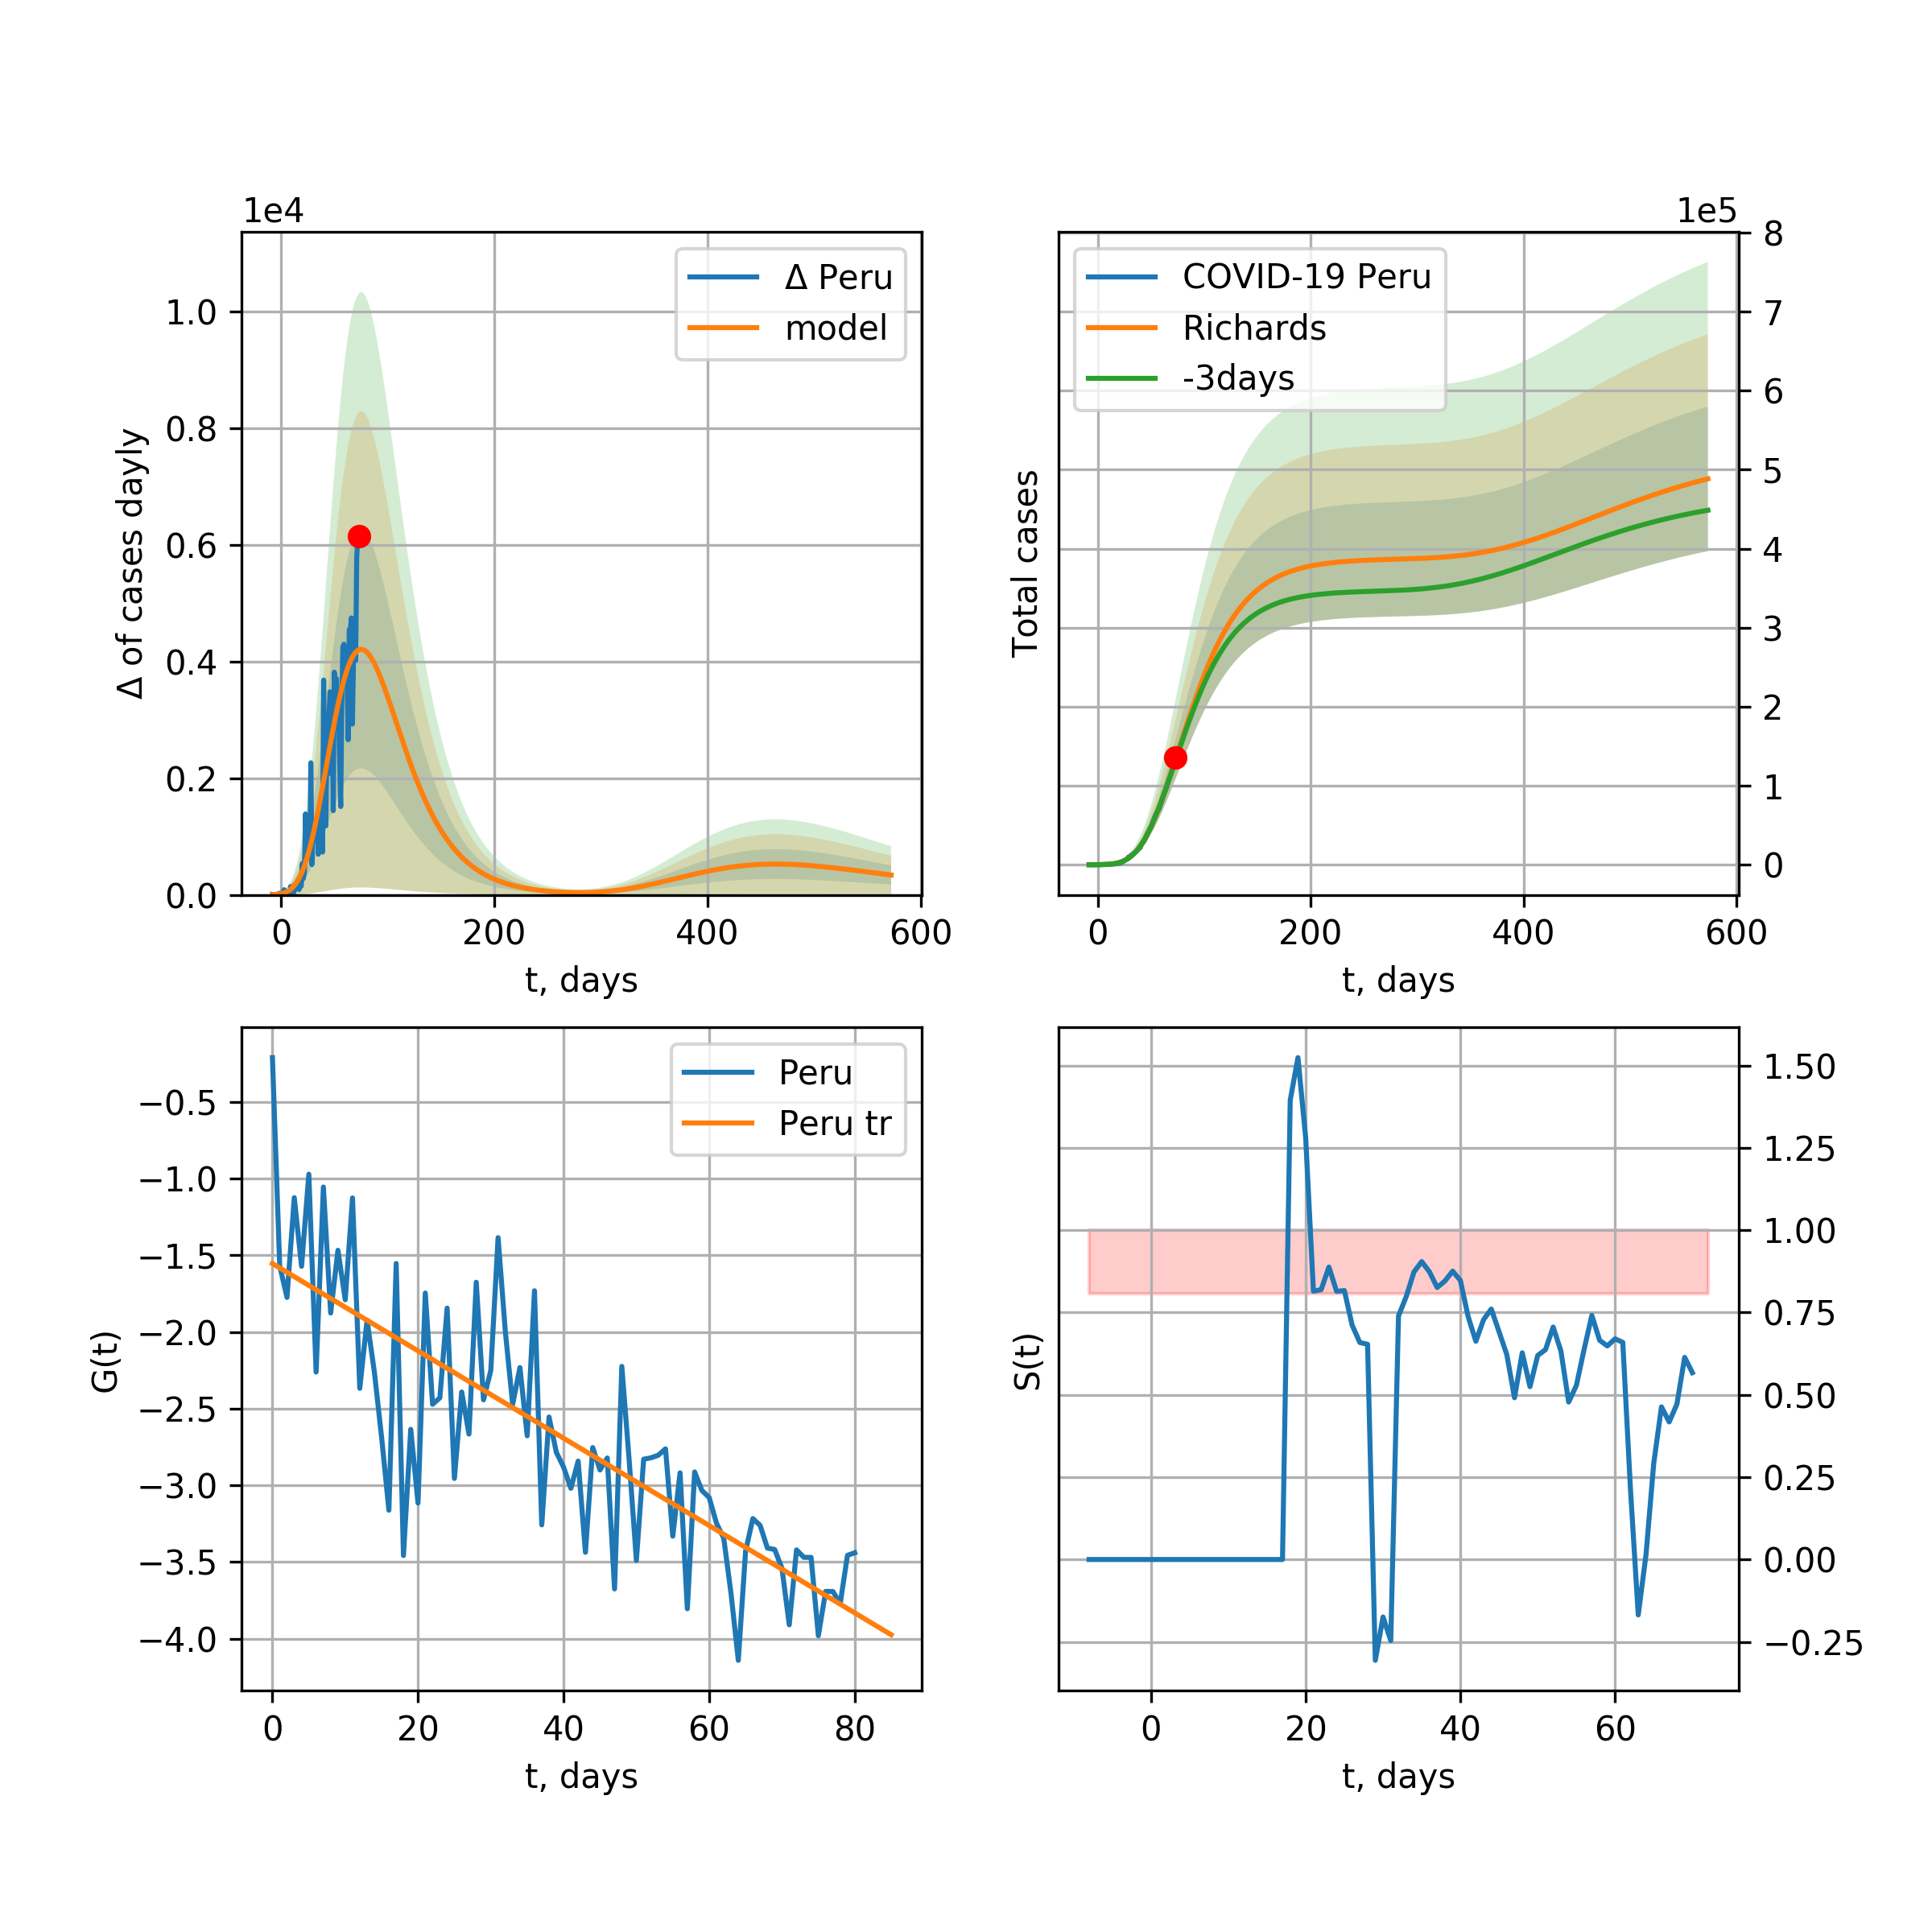 1e4
Δ of cases dayly
1.0
0.8
0.6
0.4
0.2
0.0
0 200 400 600
t, days
Δ Peru
model
1e5
Total cases
8
7
6
5
4
3
2
1
0
0 200 400 600
t, days
COVID-19 Peru
Richards
-3days
G(t)
−0.5
−1.0
−1.5
−2.0
−2.5
−3.0
−3.5
−4.0
0 20 40 60 80
t, days
Peru
Peru tr
S(t)
1.50
1.25
1.00
0.75
0.50
0.25
0.00
−0.25
0 20 40 60
t, days